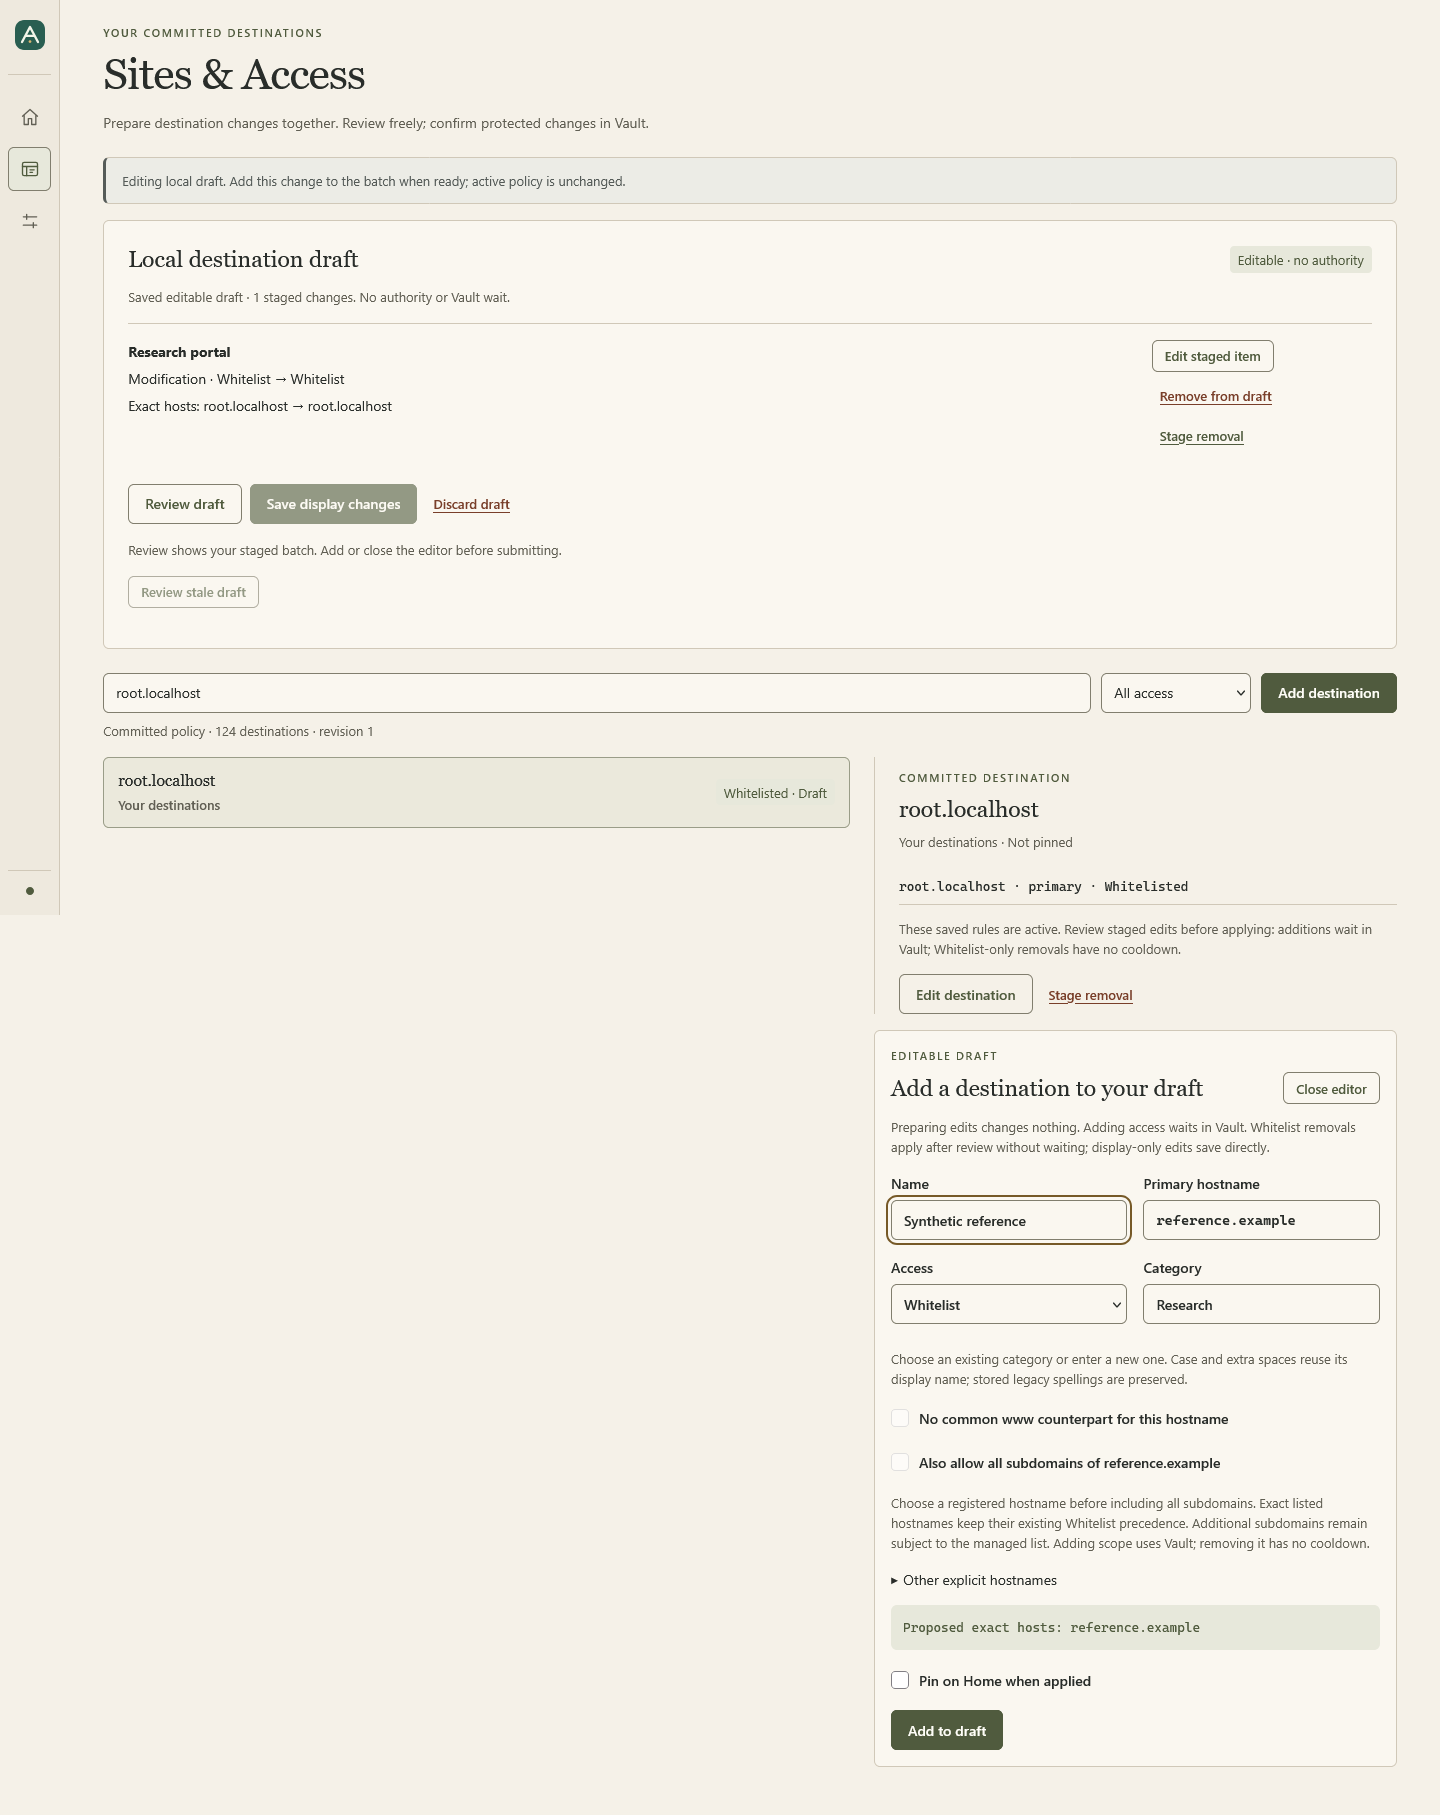 YOUR COMMITTED DESTINATIONS
Sites & Access
Prepare destination changes together. Review freely; confirm protected changes in Vault.
Editing local draft. Add this change to the batch when ready; active policy is unchanged.
Local destination draft
Editable · no authority
Saved editable draft · 1 staged changes. No authority or Vault wait.
Research portal
Modification · Whitelist → Whitelist
Exact hosts: root.localhost → root.localhost
Edit staged item
Remove from draft
Stage removal
Review draft
Save display changes
Discard draft
Review shows your staged batch. Add or close the editor before submitting.
Review stale draft
root.localhost
All access
Add destination
Committed policy · 124 destinations · revision 1
root.localhost
Your destinations
Whitelisted · Draft
COMMITTED DESTINATION
root.localhost
Your destinations · Not pinned
root.localhost · primary · Whitelisted
These saved rules are active. Review staged edits before applying: additions wait in
Vault; Whitelist-only removals have no cooldown.
Edit destination
Stage removal
EDITABLE DRAFT
Add a destination to your draft
Close editor
Preparing edits changes nothing. Adding access waits in Vault. Whitelist removals
apply after review without waiting; display-only edits save directly.
Name
Primary hostname
Synthetic reference
reference.example
Access
Category
Whitelist
Research
Choose an existing category or enter a new one. Case and extra spaces reuse its
display name; stored legacy spellings are preserved.
No common www counterpart for this hostname
Also allow all subdomains of reference.example
Choose a registered hostname before including all subdomains. Exact listed
hostnames keep their existing Whitelist precedence. Additional subdomains remain
subject to the managed list. Adding scope uses Vault; removing it has no cooldown.
▸ Other explicit hostnames
Proposed exact hosts: reference.example
Pin on Home when applied
Add to draft